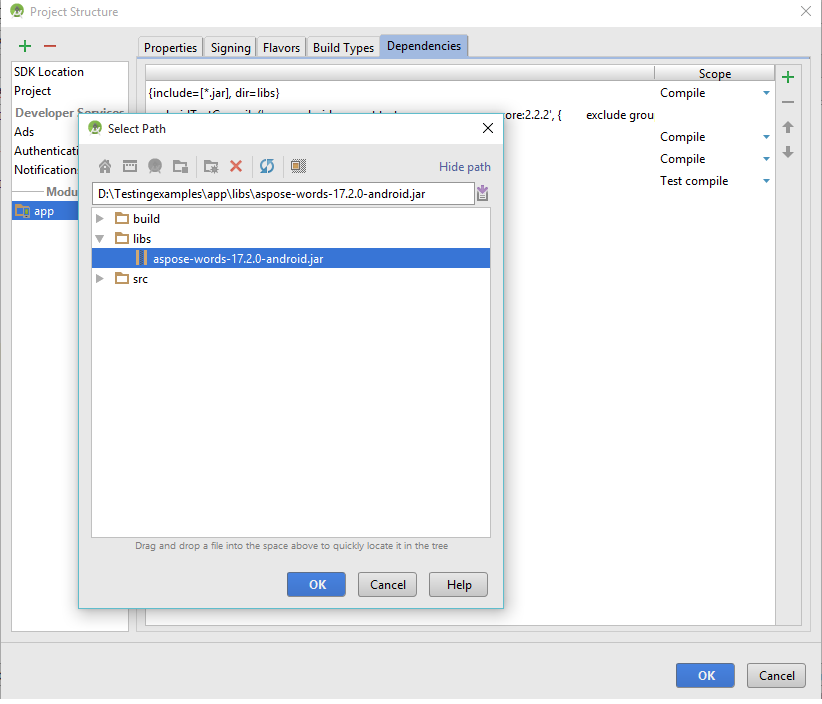 Project Structure
Properties
Signing
Flavors
Build Types
Dependencies
SDK Location
Project
Developer Services
Ads
Authenticati
Notification
Modu
app
Scope
{include=[*.jar], dir=libs}
Compile
ore:2.2.2', { exclude grou
Compile
Compile
Test compile
Select Path
Hide path
D:\Testingexamples\app\libs\aspose-words-17.2.0-android.jar
build
libs
aspose-words-17.2.0-android.jar
src
Drag and drop a file into the space above to quickly locate it in the tree
OK
Cancel
Help
OK
Cancel